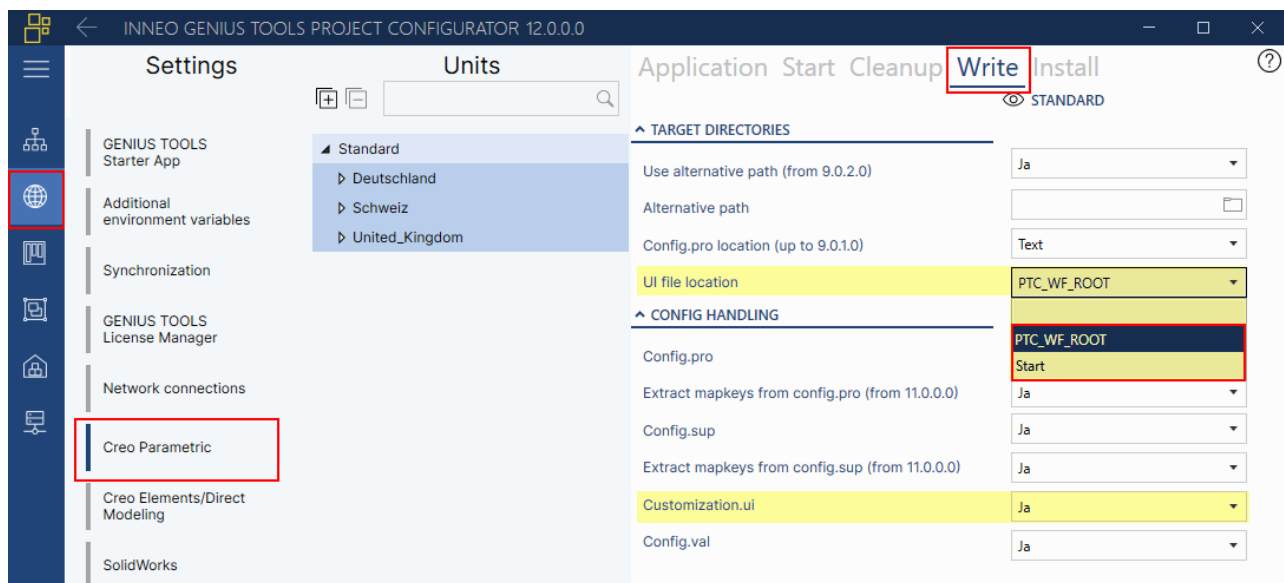 INNEO GENIUS TOOLS PROJECT CONFIGURATOR 12.0.0.0
Settings
GENIUS TOOLS
Starter App
Additional
environment variables
Synchronization
GENIUS TOOLS
License Manager
Network connections
Creo Parametric
Creo Elements/Direct
Modeling
SolidWorks
Units
Standard
Deutschland
Schweiz
United_Kingdom
Application Start Cleanup Write Install
STANDARD
TARGET DIRECTORIES
Use alternative path (from 9.0.2.0) Ja
Alternative path
Config.pro location (up to 9.0.1.0) Text
UI file location PTC_WF_ROOT
PTC_WF_ROOT
Start
CONFIG HANDLING
Config.pro
Extract mapkeys from config.pro (from 11.0.0.0) Ja
Config.sup Ja
Extract mapkeys from config.sup (from 11.0.0.0) Ja
Customization.ui Ja
Config.val Ja